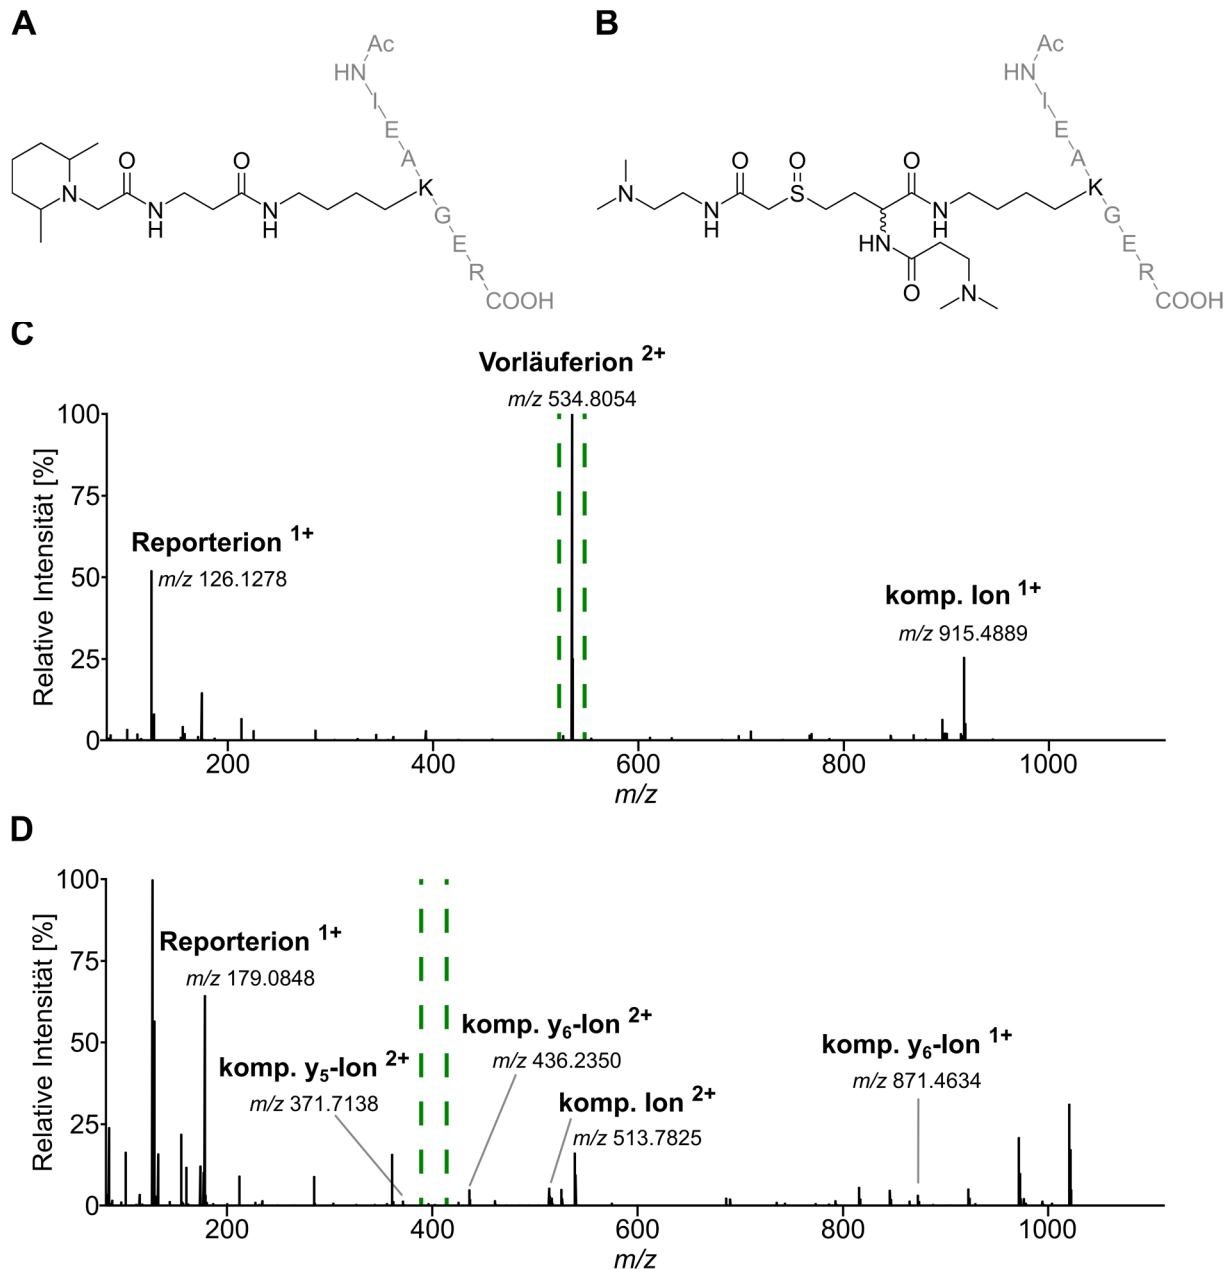 A
B
Ac
HN
I
E
A
O
O
K
N
N
H
N
H
G
E
R
COOH
Ac
HN
I
E
A
O
O
O
K
N
N
H
S
N
H
HN
O
N
G
E
R
COOH
C
Vorläuferion 2+
m/z 534.8054
Reporterion 1+
m/z 126.1278
komp. Ion 1+
m/z 915.4889
Relative Intensität [%]
100
75
50
25
0
200
400
600
800
1000
m/z
D
Reporterion 1+
m/z 179.0848
komp. y5-Ion 2+
m/z 371.7138
komp. y6-Ion 2+
m/z 436.2350
komp. Ion 2+
m/z 513.7825
komp. y6-Ion 1+
m/z 871.4634
Relative Intensität [%]
100
75
50
25
0
200
400
600
800
1000
m/z